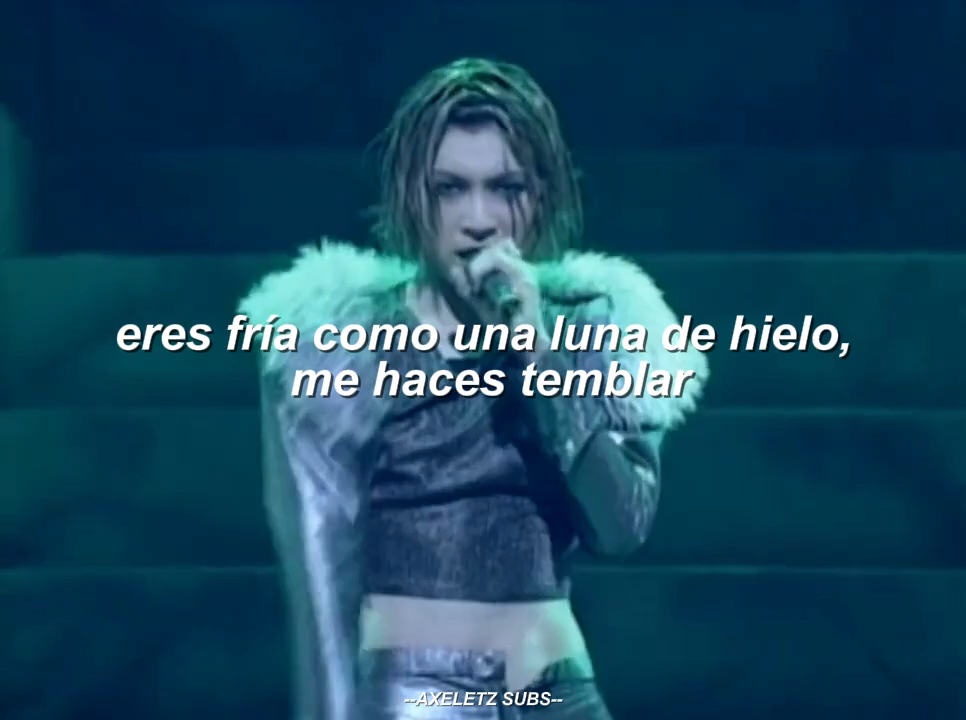 eres fría como una luna de hielo,
me haces temblar
--AXELETZ SUBS--